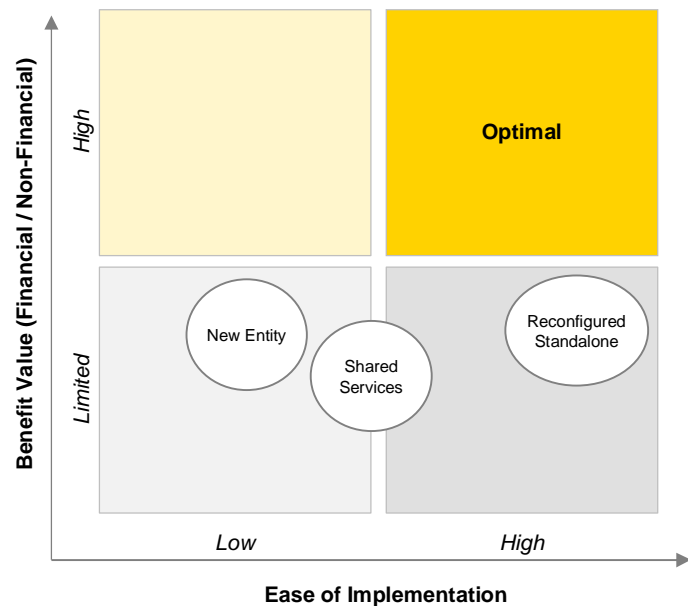 Benefit Value (Financial / Non-Financial)
High
Optimal
Limited
New Entity
Shared
Services
Reconfigured
Standalone
Low
High
Ease of Implementation